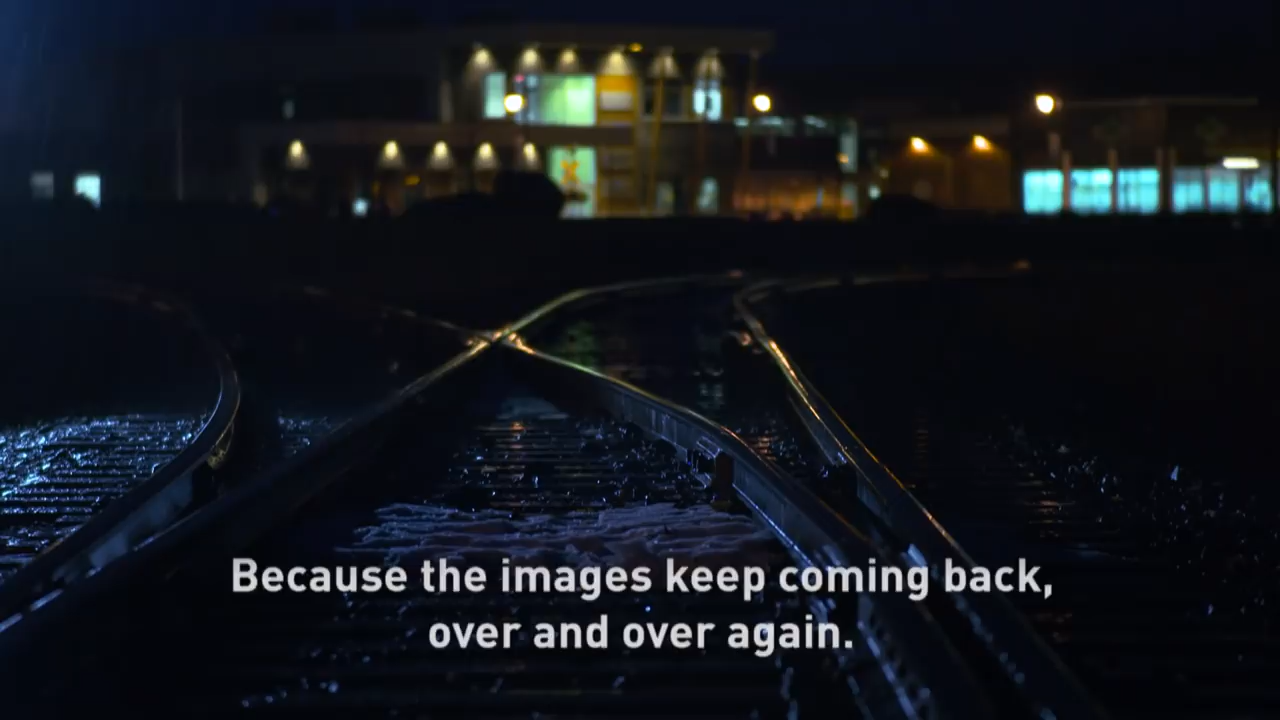 Because the images keep coming back,
over and over again.